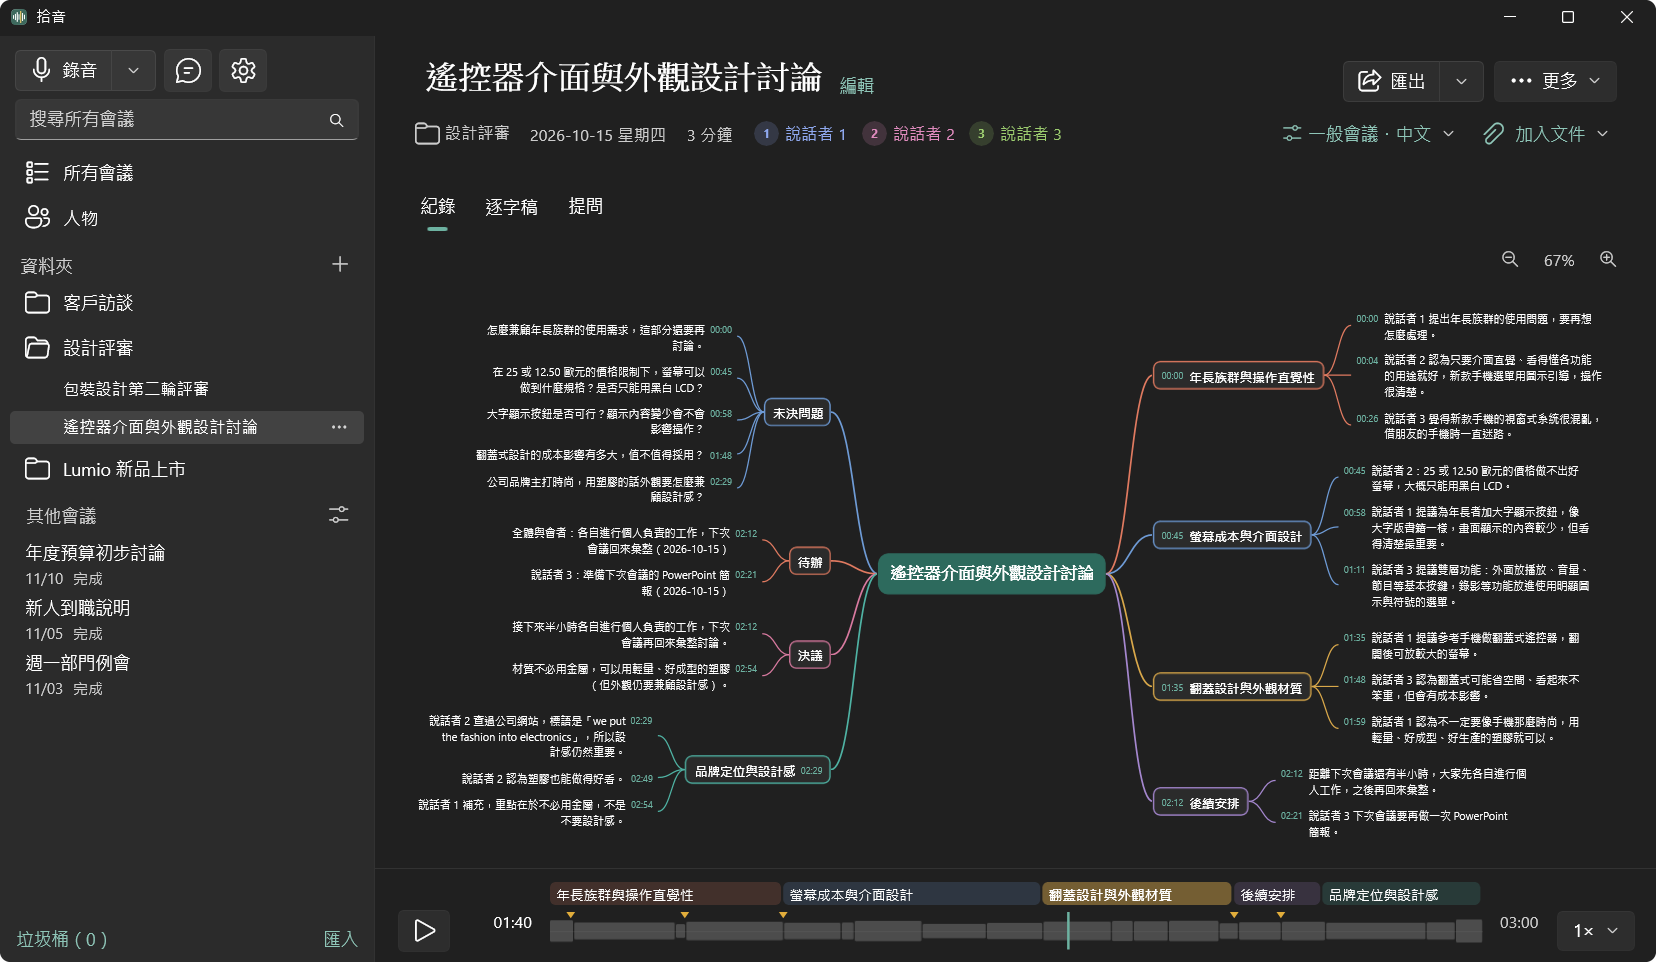 拾音
錄音
搜尋所有會議
所有會議
人物
資料夾
客戶訪談
設計評審
包裝設計第二輪評審
遙控器介面與外觀設計討論
Lumio 新品上市
其他會議
年度預算初步討論
11/10 完成
新人到職說明
11/05 完成
週一部門例會
11/03 完成
垃圾桶 ( 0 )
匯入
遙控器介面與外觀設計討論 編輯
匯出
更多
設計評審 2026-10-15 星期四 3 分鐘 1 說話者 1 2 說話者 2 3 說話者 3
一般會議 · 中文
加入文件
紀錄 逐字稿 提問
67%
怎麼兼顧年長族群的使用需求，這部分還要再 00:00
討論。
在 25 或 12.50 歐元的價格限制下，螢幕可以 00:45
做到什麼規格？是否只能用黑白 LCD？
大字顯示按鈕是否可行？顯示內容變少會不會 00:58
影響操作？
翻蓋式設計的成本影響有多大，值不值得採用？ 01:48
公司品牌主打時尚，用塑膠的話外觀要怎麼兼 02:29
顧設計感？
未決問題
全體與會者：各自進行個人負責的工作，下次 02:12
會議回來彙整（2026-10-15）
說話者 3：準備下次會議的 PowerPoint 簡 02:21
報（2026-10-15）
待辦
接下來半小時各自進行個人負責的工作，下次 02:12
會議再回來彙整討論。
材質不必用金屬，可以用輕量、好成型的塑膠 02:54
（但外觀仍要兼顧設計感）。
決議
說話者 2 查過公司網站，標語是「we put 02:29
the fashion into electronics」，所以設
計感仍然重要。
說話者 2 認為塑膠也能做得好看。 02:49
說話者 1 補充，重點在於不必用金屬，不是 02:54
不要設計感。
品牌定位與設計感 02:29
遙控器介面與外觀設計討論
00:00 年長族群與操作直覺性
00:00 說話者 1 提出年長族群的使用問題，要再想
怎麼處理。
00:04 說話者 2 認為只要介面直覺、看得懂各功能
的用途就好，新款手機選單用圖示引導，操作
很清楚。
00:26 說話者 3 覺得新款手機的視窗式系統很混亂，
借朋友的手機時一直迷路。
00:45 螢幕成本與介面設計
00:45 說話者 2：25 或 12.50 歐元的價格做不出好
螢幕，大概只能用黑白 LCD。
00:58 說話者 1 提議為年長者加大字顯示按鈕，像
大字版書籍一樣，畫面顯示的內容較少，但看
得清楚最重要。
01:11 說話者 3 提議雙層功能：外面放播放、音量、
節目等基本按鍵，錄影等功能放進使用明顯圖
示與符號的選單。
01:35 翻蓋設計與外觀材質
01:35 說話者 1 提議參考手機做翻蓋式遙控器，翻
開後可放較大的螢幕。
01:48 說話者 3 認為翻蓋式可能省空間、看起來不
笨重，但會有成本影響。
01:59 說話者 1 認為不一定要像手機那麼時尚，用
輕量、好成型、好生產的塑膠就可以。
02:12 後續安排
02:12 距離下次會議還有半小時，大家先各自進行個
人工作，之後再回來彙整。
02:21 說話者 3 下次會議要再做一次 PowerPoint
簡報。
年長族群與操作直覺性 螢幕成本與介面設計 翻蓋設計與外觀材質 後續安排 品牌定位與設計感
01:40
03:00
1×